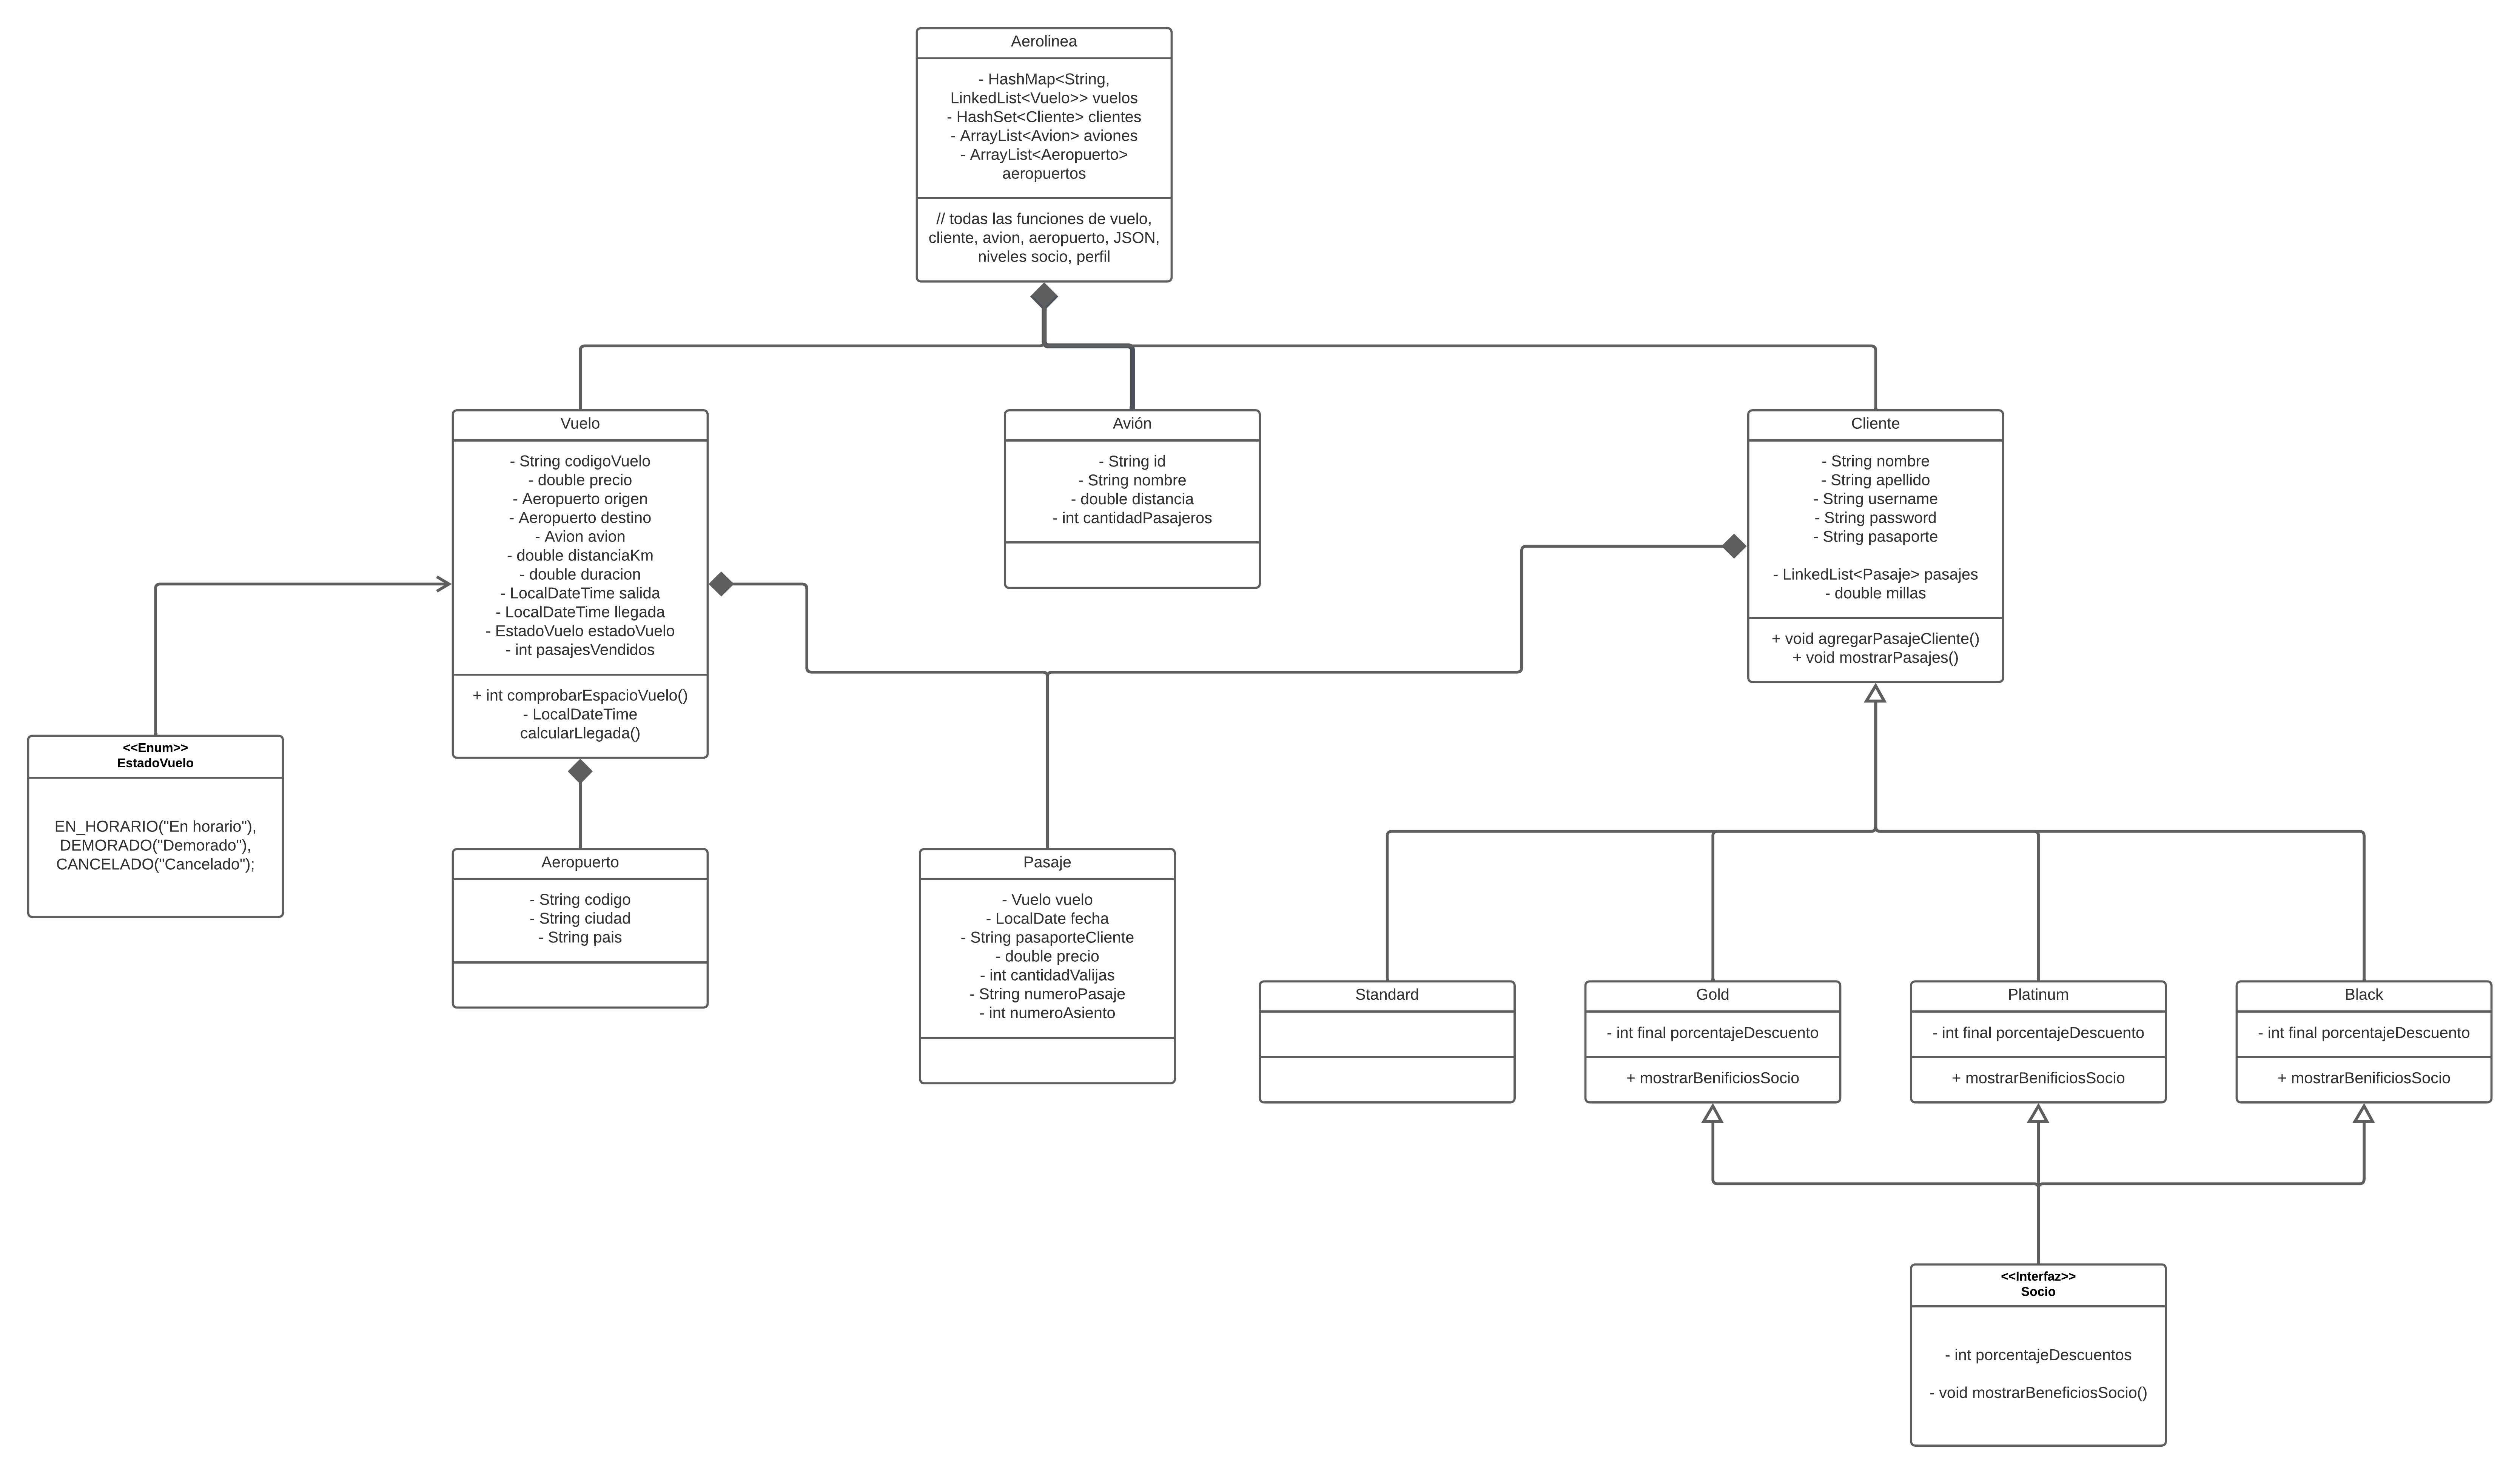 Aerolinea
- HashMap<String,
LinkedList<Vuelo>> vuelos
- HashSet<Cliente> clientes
- ArrayList<Avion> aviones
- ArrayList<Aeropuerto>
aeropuertos
// todas las funciones de vuelo,
cliente, avion, aeropuerto, JSON,
niveles socio, perfil
Vuelo
- String codigoVuelo
- double precio
- Aeropuerto origen
- Aeropuerto destino
- Avion avion
- double distanciaKm
- double duracion
- LocalDateTime salida
- LocalDateTime llegada
- EstadoVuelo estadoVuelo
- int pasajesVendidos
+ int comprobarEspacioVuelo()
- LocalDateTime
calcularLlegada()
Avión
- String id
- String nombre
- double distancia
- int cantidadPasajeros
Cliente
- String nombre
- String apellido
- String username
- String password
- String pasaporte
- LinkedList<Pasaje> pasajes
- double millas
+ void agregarPasajeCliente()
+ void mostrarPasajes()
<<Enum>>
EstadoVuelo
EN_HORARIO("En horario"),
DEMORADO("Demorado"),
CANCELADO("Cancelado");
Aeropuerto
- String codigo
- String ciudad
- String pais
Pasaje
- Vuelo vuelo
- LocalDate fecha
- String pasaporteCliente
- double precio
- int cantidadValijas
- String numeroPasaje
- int numeroAsiento
Standard
Gold
- int final porcentajeDescuento
+ mostrarBenificiosSocio
Platinum
- int final porcentajeDescuento
+ mostrarBenificiosSocio
Black
- int final porcentajeDescuento
+ mostrarBenificiosSocio
<<Interfaz>>
Socio
- int porcentajeDescuentos
- void mostrarBeneficiosSocio()